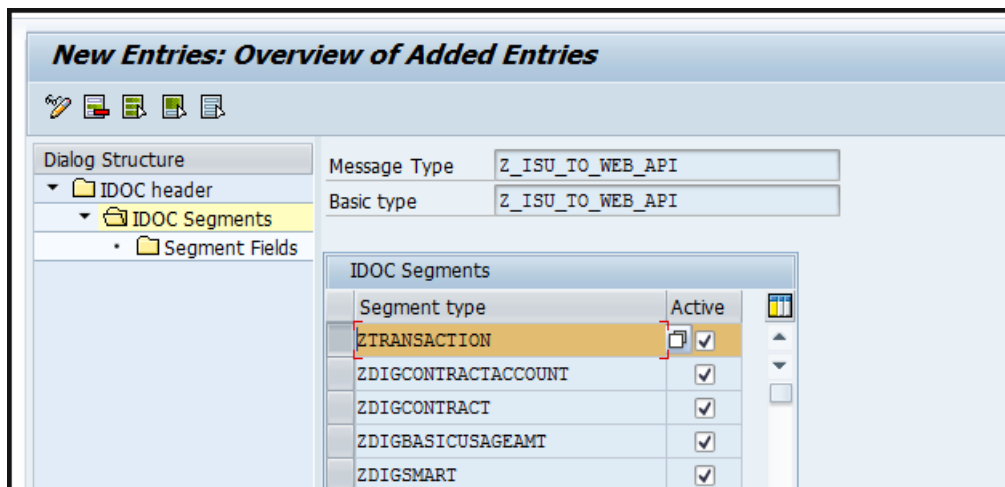 New Entries: Overview of Added Entries
Dialog Structure
IDOC header
IDOC Segments
Segment Fields
Message Type Z_ISU_TO_WEB_API
Basic type Z_ISU_TO_WEB_API
IDOC Segments
Segment type Active
ZTRANSACTION
ZDIGCONTRACTACCOUNT
ZDIGCONTRACT
ZDIGBASICUSAGEAMT
ZDIGSMART